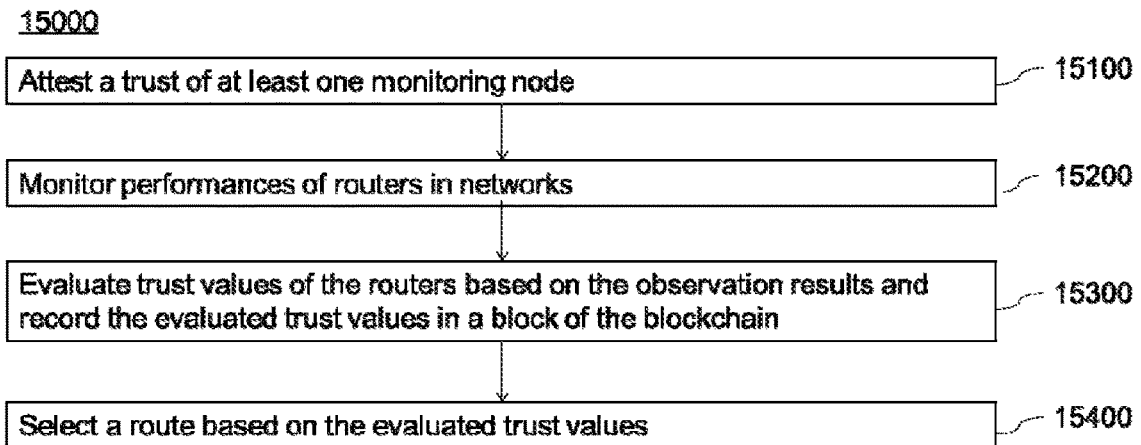 15000
Attest a trust of at least one monitoring node
15100
Monitor performances of routers in networks
15200
Evaluate trust values of the routers based on the observation results and
record the evaluated trust values in a block of the blockchain
15300
Select a route based on the evaluated trust values
15400